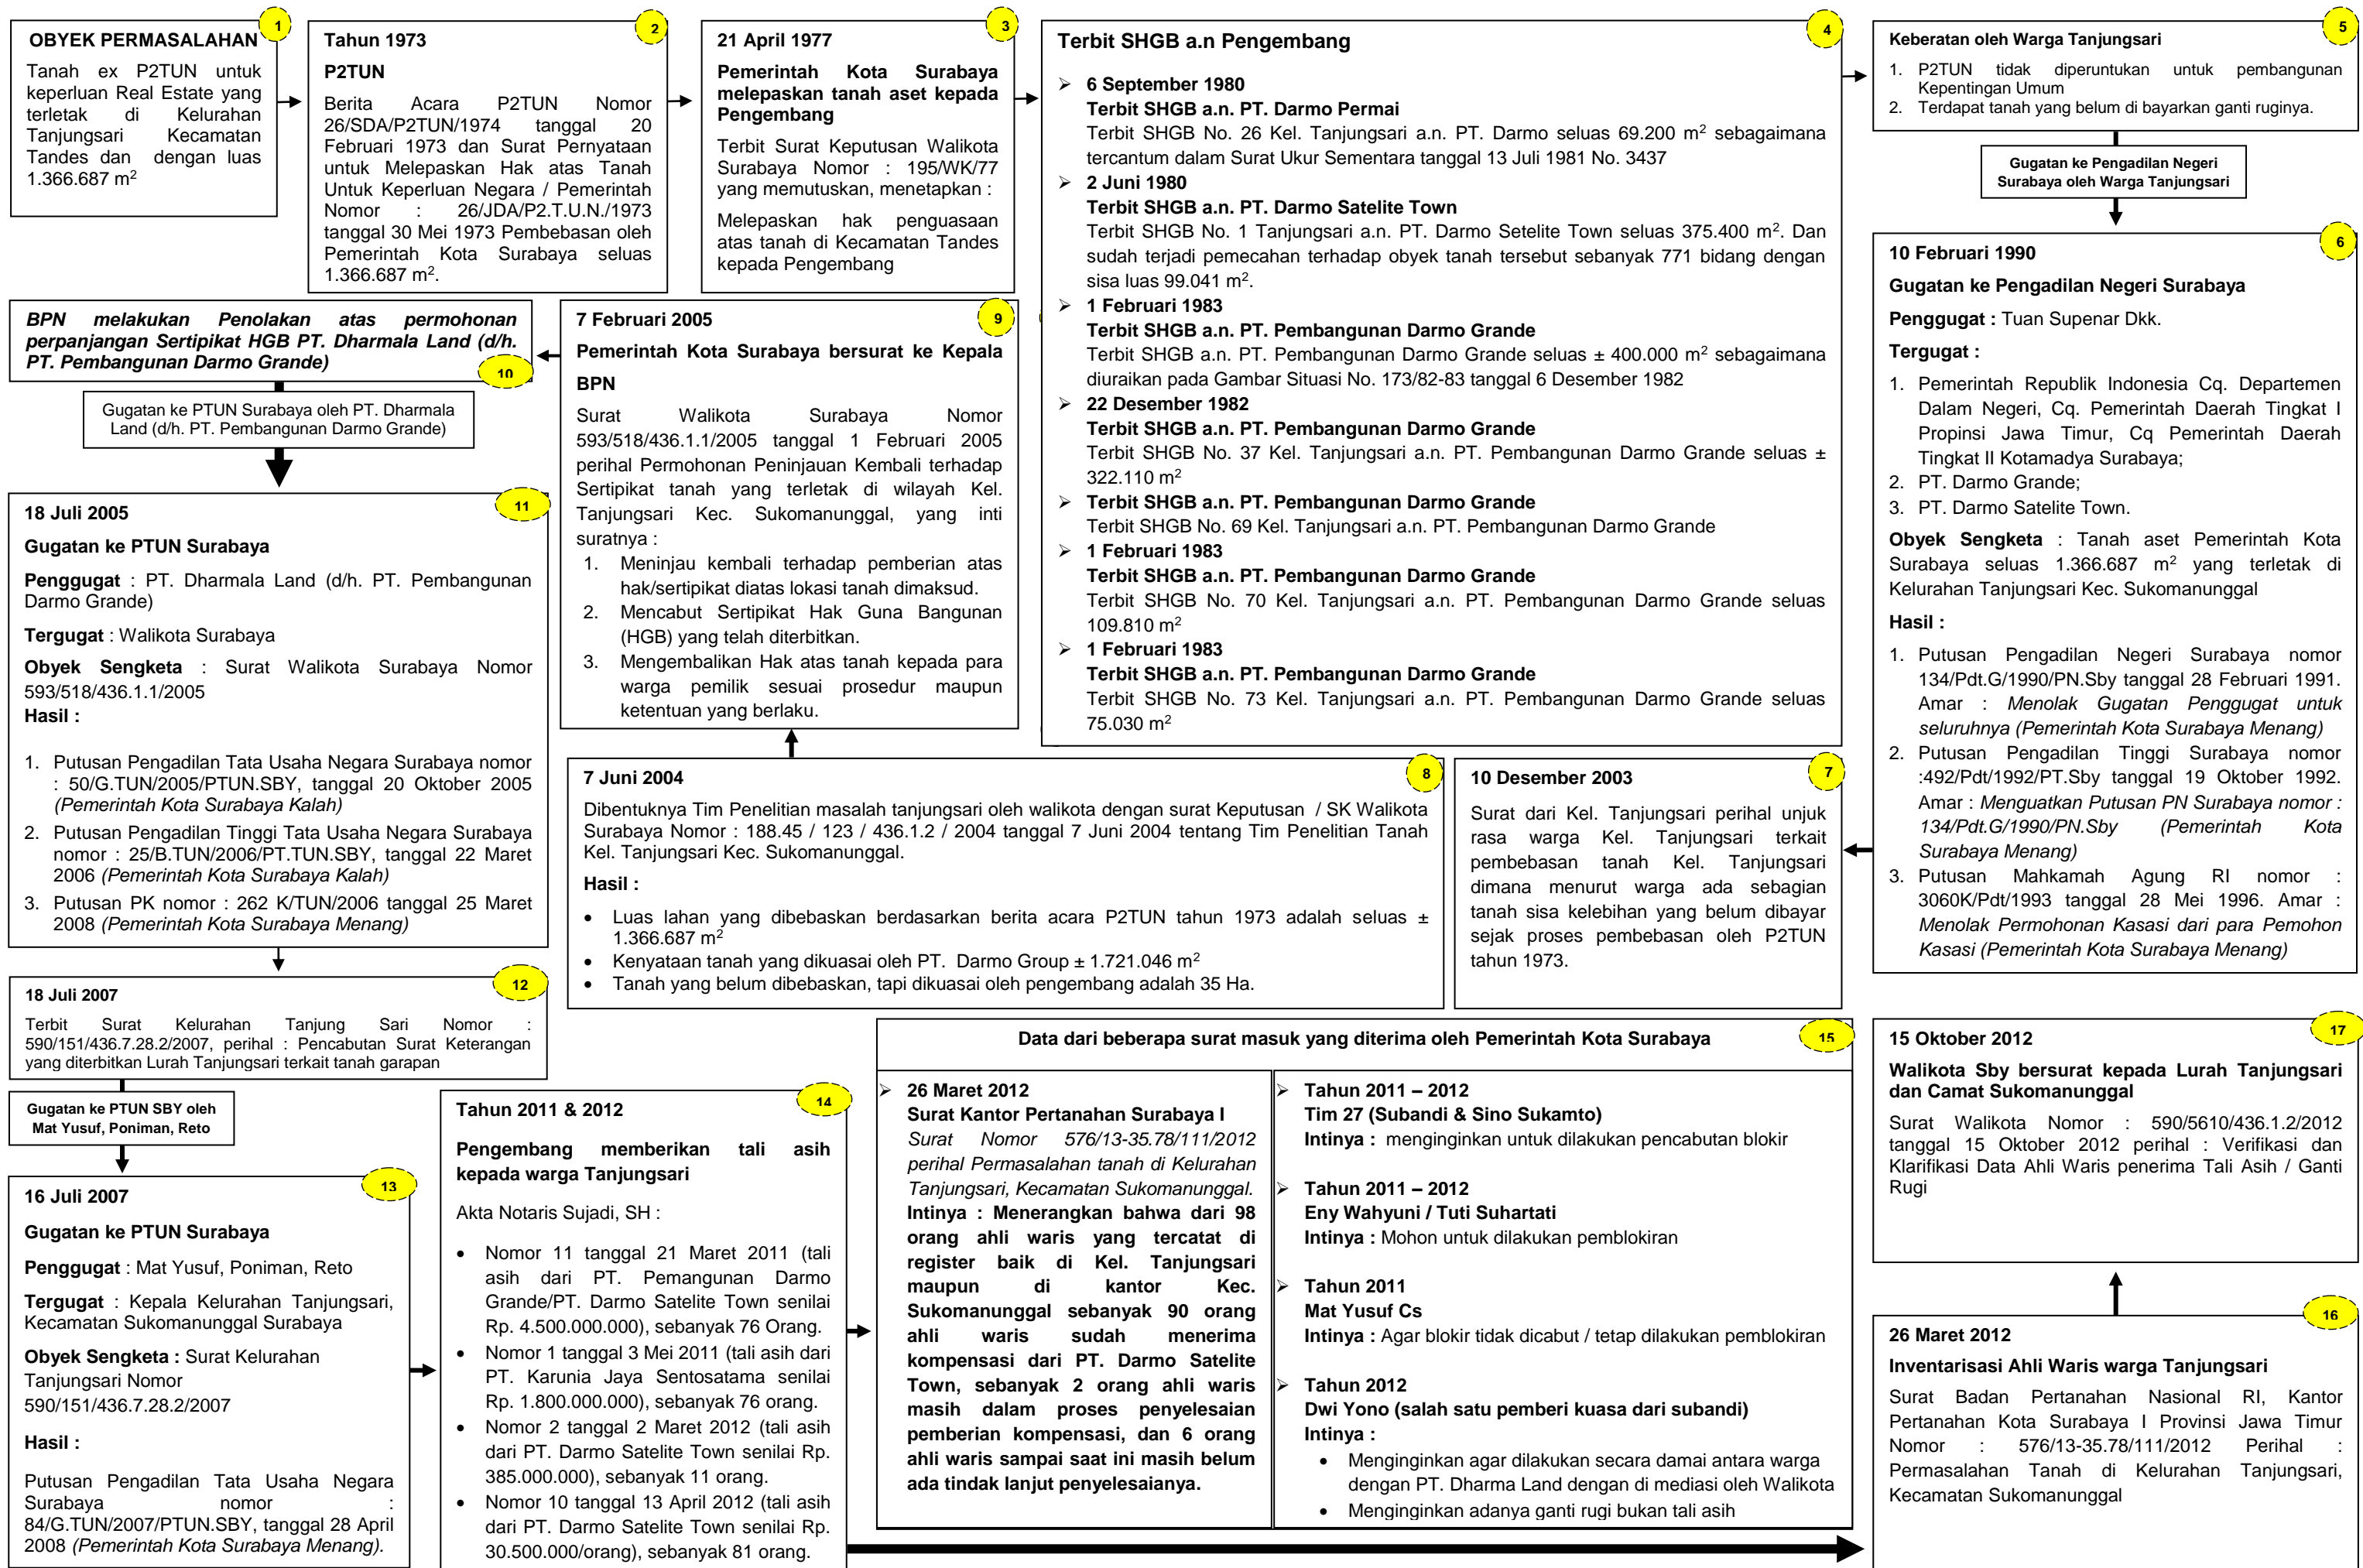 1
OBYEK PERMASALAHAN
Tanah ex P2TUN untuk
keperluan Real Estate yang
terletak di Kelurahan
Tanjungsari Kecamatan
Tandes dan dengan luas
1.366.687 m²
2
Tahun 1973
P2TUN
Berita Acara P2TUN Nomor
26/SDA/P2TUN/1974 tanggal 20
Februari 1973 dan Surat Pernyataan
untuk Melepaskan Hak atas Tanah
Untuk Keperluan Negara / Pemerintah
Nomor : 26/JDA/P2.T.U.N./1973
tanggal 30 Mei 1973 Pembebasan oleh
Pemerintah Kota Surabaya seluas
1.366.687 m².
3
21 April 1977
Pemerintah Kota Surabaya
melepaskan tanah aset kepada
Pengembang
Terbit Surat Keputusan Walikota
Surabaya Nomor : 195/WK/77
yang memutuskan, menetapkan :
Melepaskan hak penguasaan
atas tanah di Kecamatan Tandes
kepada Pengembang
4
Terbit SHGB a.n Pengembang
➢ 6 September 1980
Terbit SHGB a.n. PT. Darmo Permai
Terbit SHGB No. 26 Kel. Tanjungsari a.n. PT. Darmo seluas 69.200 m² sebagaimana
tercantum dalam Surat Ukur Sementara tanggal 13 Juli 1981 No. 3437
➢ 2 Juni 1980
Terbit SHGB a.n. PT. Darmo Satelite Town
Terbit SHGB No. 1 Tanjungsari a.n. PT. Darmo Setelite Town seluas 375.400 m². Dan
sudah terjadi pemecahan terhadap obyek tanah tersebut sebanyak 771 bidang dengan
sisa luas 99.041 m².
➢ 1 Februari 1983
Terbit SHGB a.n. PT. Pembangunan Darmo Grande
Terbit SHGB a.n. PT. Pembangunan Darmo Grande seluas ± 400.000 m² sebagaimana
diuraikan pada Gambar Situasi No. 173/82-83 tanggal 6 Desember 1982
➢ 22 Desember 1982
Terbit SHGB a.n. PT. Pembangunan Darmo Grande
Terbit SHGB No. 37 Kel. Tanjungsari a.n. PT. Pembangunan Darmo Grande seluas ±
322.110 m²
➢ Terbit SHGB a.n. PT. Pembangunan Darmo Grande
Terbit SHGB No. 69 Kel. Tanjungsari a.n. PT. Pembangunan Darmo Grande
➢ 1 Februari 1983
Terbit SHGB a.n. PT. Pembangunan Darmo Grande
Terbit SHGB No. 70 Kel. Tanjungsari a.n. PT. Pembangunan Darmo Grande seluas
109.810 m²
➢ 1 Februari 1983
Terbit SHGB a.n. PT. Pembangunan Darmo Grande
Terbit SHGB No. 73 Kel. Tanjungsari a.n. PT. Pembangunan Darmo Grande seluas
75.030 m²
5
Keberatan oleh Warga Tanjungsari
1. P2TUN tidak diperuntukan untuk pembangunan
Kepentingan Umum
2. Terdapat tanah yang belum di bayarkan ganti ruginya.
Gugatan ke Pengadilan Negeri
Surabaya oleh Warga Tanjungsari
6
10 Februari 1990
Gugatan ke Pengadilan Negeri Surabaya
Penggugat : Tuan Supenar Dkk.
Tergugat :
1. Pemerintah Republik Indonesia Cq. Departemen
Dalam Negeri, Cq. Pemerintah Daerah Tingkat I
Propinsi Jawa Timur, Cq Pemerintah Daerah
Tingkat II Kotamadya Surabaya;
2. PT. Darmo Grande;
3. PT. Darmo Satelite Town.
Obyek Sengketa : Tanah aset Pemerintah Kota
Surabaya seluas 1.366.687 m² yang terletak di
Kelurahan Tanjungsari Kec. Sukomanunggal
Hasil :
1. Putusan Pengadilan Negeri Surabaya nomor
134/Pdt.G/1990/PN.Sby tanggal 28 Februari 1991.
Amar : Menolak Gugatan Penggugat untuk
seluruhnya (Pemerintah Kota Surabaya Menang)
2. Putusan Pengadilan Tinggi Surabaya nomor
:492/Pdt/1992/PT.Sby tanggal 19 Oktober 1992.
Amar : Menguatkan Putusan PN Surabaya nomor :
134/Pdt.G/1990/PN.Sby (Pemerintah Kota
Surabaya Menang)
3. Putusan Mahkamah Agung RI nomor :
3060K/Pdt/1993 tanggal 28 Mei 1996. Amar :
Menolak Permohonan Kasasi dari para Pemohon
Kasasi (Pemerintah Kota Surabaya Menang)
7
10 Desember 2003
Surat dari Kel. Tanjungsari perihal unjuk
rasa warga Kel. Tanjungsari terkait
pembebasan tanah Kel. Tanjungsari
dimana menurut warga ada sebagian
tanah sisa kelebihan yang belum dibayar
sejak proses pembebasan oleh P2TUN
tahun 1973.
8
7 Juni 2004
Dibentuknya Tim Penelitian masalah tanjungsari oleh walikota dengan surat Keputusan / SK Walikota
Surabaya Nomor : 188.45 / 123 / 436.1.2 / 2004 tanggal 7 Juni 2004 tentang Tim Penelitian Tanah
Kel. Tanjungsari Kec. Sukomanunggal.
Hasil :
• Luas lahan yang dibebaskan berdasarkan berita acara P2TUN tahun 1973 adalah seluas ±
1.366.687 m²
• Kenyataan tanah yang dikuasai oleh PT. Darmo Group ± 1.721.046 m²
• Tanah yang belum dibebaskan, tapi dikuasai oleh pengembang adalah 35 Ha.
9
7 Februari 2005
Pemerintah Kota Surabaya bersurat ke Kepala
BPN
Surat Walikota Surabaya Nomor
593/518/436.1.1/2005 tanggal 1 Februari 2005
perihal Permohonan Peninjauan Kembali terhadap
Sertipikat tanah yang terletak di wilayah Kel.
Tanjungsari Kec. Sukomanunggal, yang inti
suratnya :
1. Meninjau kembali terhadap pemberian atas
hak/sertipikat diatas lokasi tanah dimaksud.
2. Mencabut Sertipikat Hak Guna Bangunan
(HGB) yang telah diterbitkan.
3. Mengembalikan Hak atas tanah kepada para
warga pemilik sesuai prosedur maupun
ketentuan yang berlaku.
BPN melakukan Penolakan atas permohonan
perpanjangan Sertipikat HGB PT. Dharmala Land (d/h.
PT. Pembangunan Darmo Grande)
10
Gugatan ke PTUN Surabaya oleh PT. Dharmala
Land (d/h. PT. Pembangunan Darmo Grande)
11
18 Juli 2005
Gugatan ke PTUN Surabaya
Penggugat : PT. Dharmala Land (d/h. PT. Pembangunan
Darmo Grande)
Tergugat : Walikota Surabaya
Obyek Sengketa : Surat Walikota Surabaya Nomor
593/518/436.1.1/2005
Hasil :
1. Putusan Pengadilan Tata Usaha Negara Surabaya nomor
: 50/G.TUN/2005/PTUN.SBY, tanggal 20 Oktober 2005
(Pemerintah Kota Surabaya Kalah)
2. Putusan Pengadilan Tinggi Tata Usaha Negara Surabaya
nomor : 25/B.TUN/2006/PT.TUN.SBY, tanggal 22 Maret
2006 (Pemerintah Kota Surabaya Kalah)
3. Putusan PK nomor : 262 K/TUN/2006 tanggal 25 Maret
2008 (Pemerintah Kota Surabaya Menang)
12
18 Juli 2007
Terbit Surat Kelurahan Tanjung Sari Nomor :
590/151/436.7.28.2/2007, perihal : Pencabutan Surat Keterangan
yang diterbitkan Lurah Tanjungsari terkait tanah garapan
Gugatan ke PTUN SBY oleh
Mat Yusuf, Poniman, Reto
13
16 Juli 2007
Gugatan ke PTUN Surabaya
Penggugat : Mat Yusuf, Poniman, Reto
Tergugat : Kepala Kelurahan Tanjungsari,
Kecamatan Sukomanunggal Surabaya
Obyek Sengketa : Surat Kelurahan
Tanjungsari Nomor
590/151/436.7.28.2/2007
Hasil :
Putusan Pengadilan Tata Usaha Negara
Surabaya nomor :
84/G.TUN/2007/PTUN.SBY, tanggal 28 April
2008 (Pemerintah Kota Surabaya Menang).
14
Tahun 2011 & 2012
Pengembang memberikan tali asih
kepada warga Tanjungsari
Akta Notaris Sujadi, SH :
• Nomor 11 tanggal 21 Maret 2011 (tali
asih dari PT. Pemangunan Darmo
Grande/PT. Darmo Satelite Town senilai
Rp. 4.500.000.000), sebanyak 76 Orang.
• Nomor 1 tanggal 3 Mei 2011 (tali asih dari
PT. Karunia Jaya Sentosatama senilai
Rp. 1.800.000.000), sebanyak 76 orang.
• Nomor 2 tanggal 2 Maret 2012 (tali asih
dari PT. Darmo Satelite Town senilai Rp.
385.000.000), sebanyak 11 orang.
• Nomor 10 tanggal 13 April 2012 (tali asih
dari PT. Darmo Satelite Town senilai Rp.
30.500.000/orang), sebanyak 81 orang.
Data dari beberapa surat masuk yang diterima oleh Pemerintah Kota Surabaya
15
➢ 26 Maret 2012
Surat Kantor Pertanahan Surabaya I
Surat Nomor 576/13-35.78/111/2012
perihal Permasalahan tanah di Kelurahan
Tanjungsari, Kecamatan Sukomanunggal.
Intinya : Menerangkan bahwa dari 98
orang ahli waris yang tercatat di
register baik di Kel. Tanjungsari
maupun di kantor Kec.
Sukomanunggal sebanyak 90 orang
ahli waris sudah menerima
kompensasi dari PT. Darmo Satelite
Town, sebanyak 2 orang ahli waris
masih dalam proses penyelesaian
pemberian kompensasi, dan 6 orang
ahli waris sampai saat ini masih belum
ada tindak lanjut penyelesaianya.
➢ Tahun 2011 – 2012
Tim 27 (Subandi & Sino Sukamto)
Intinya : menginginkan untuk dilakukan pencabutan blokir
➢ Tahun 2011 – 2012
Eny Wahyuni / Tuti Suhartati
Intinya : Mohon untuk dilakukan pemblokiran
➢ Tahun 2011
Mat Yusuf Cs
Intinya : Agar blokir tidak dicabut / tetap dilakukan pemblokiran
➢ Tahun 2012
Dwi Yono (salah satu pemberi kuasa dari subandi)
Intinya :
• Menginginkan agar dilakukan secara damai antara warga
dengan PT. Dharma Land dengan di mediasi oleh Walikota
• Menginginkan adanya ganti rugi bukan tali asih
16
26 Maret 2012
Inventarisasi Ahli Waris warga Tanjungsari
Surat Badan Pertanahan Nasional RI, Kantor
Pertanahan Kota Surabaya I Provinsi Jawa Timur
Nomor : 576/13-35.78/111/2012 Perihal :
Permasalahan Tanah di Kelurahan Tanjungsari,
Kecamatan Sukomanunggal
17
15 Oktober 2012
Walikota Sby bersurat kepada Lurah Tanjungsari
dan Camat Sukomanunggal
Surat Walikota Nomor : 590/5610/436.1.2/2012
tanggal 15 Oktober 2012 perihal : Verifikasi dan
Klarifikasi Data Ahli Waris penerima Tali Asih / Ganti
Rugi